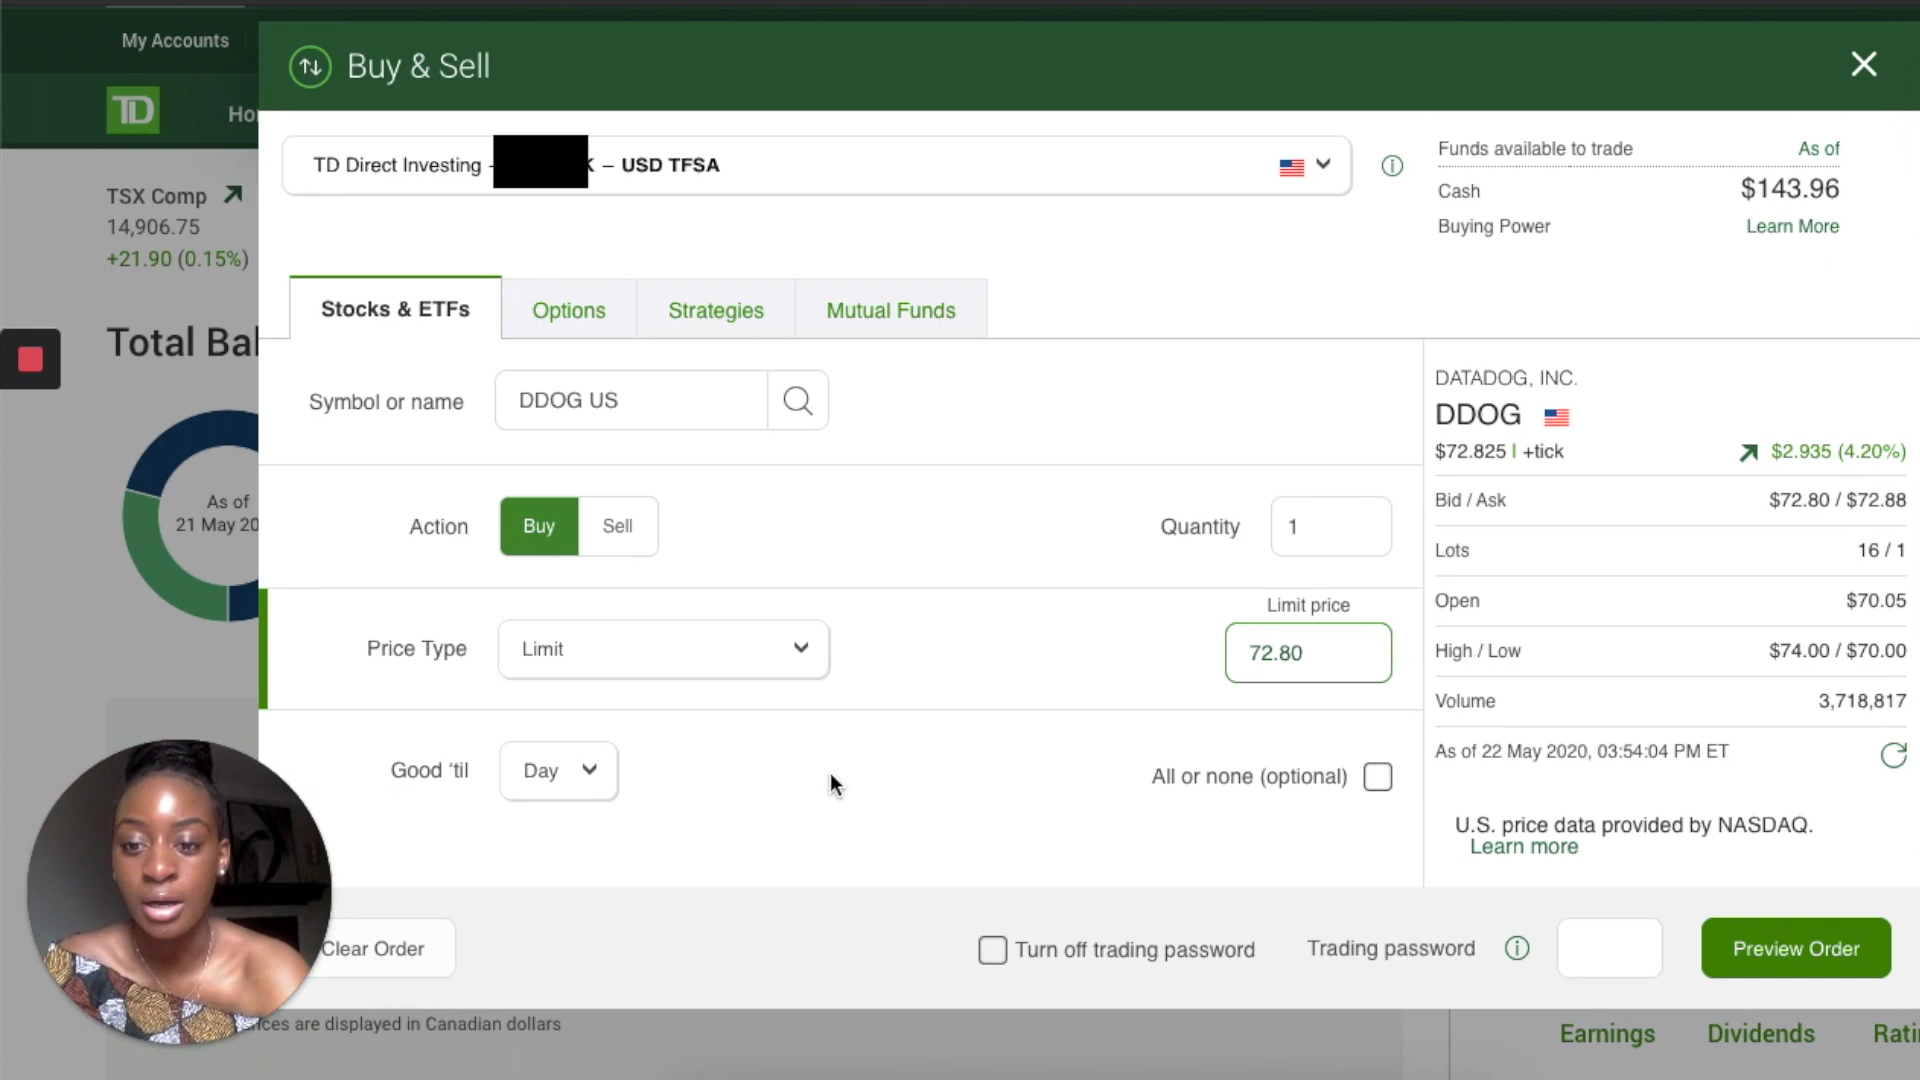 My Accounts
Buy & Sell
TD
TD Direct Investing - K – USD TFSA
Funds available to trade As of
Cash $143.96
Buying Power Learn More
TSX Comp
14,906.75
+21.90 (0.15%)
Stocks & ETFs Options Strategies Mutual Funds
Total
Symbol or name DDOG US
DATADOG, INC.
DDOG
$72.825 | +tick $2.935 (4.20%)
As of
21 May
Action Buy Sell Quantity 1
Bid / Ask $72.80 / $72.88
Lots 16 / 1
Open $70.05
Limit price
Price Type Limit 72.80
High / Low $74.00 / $70.00
Volume 3,718,817
Good 'til Day All or none (optional)
As of 22 May 2020, 03:54:04 PM ET
U.S. price data provided by NASDAQ.
Learn more
Clear Order Turn off trading password Trading password Preview Order
are displayed in Canadian dollars
Earnings Dividends